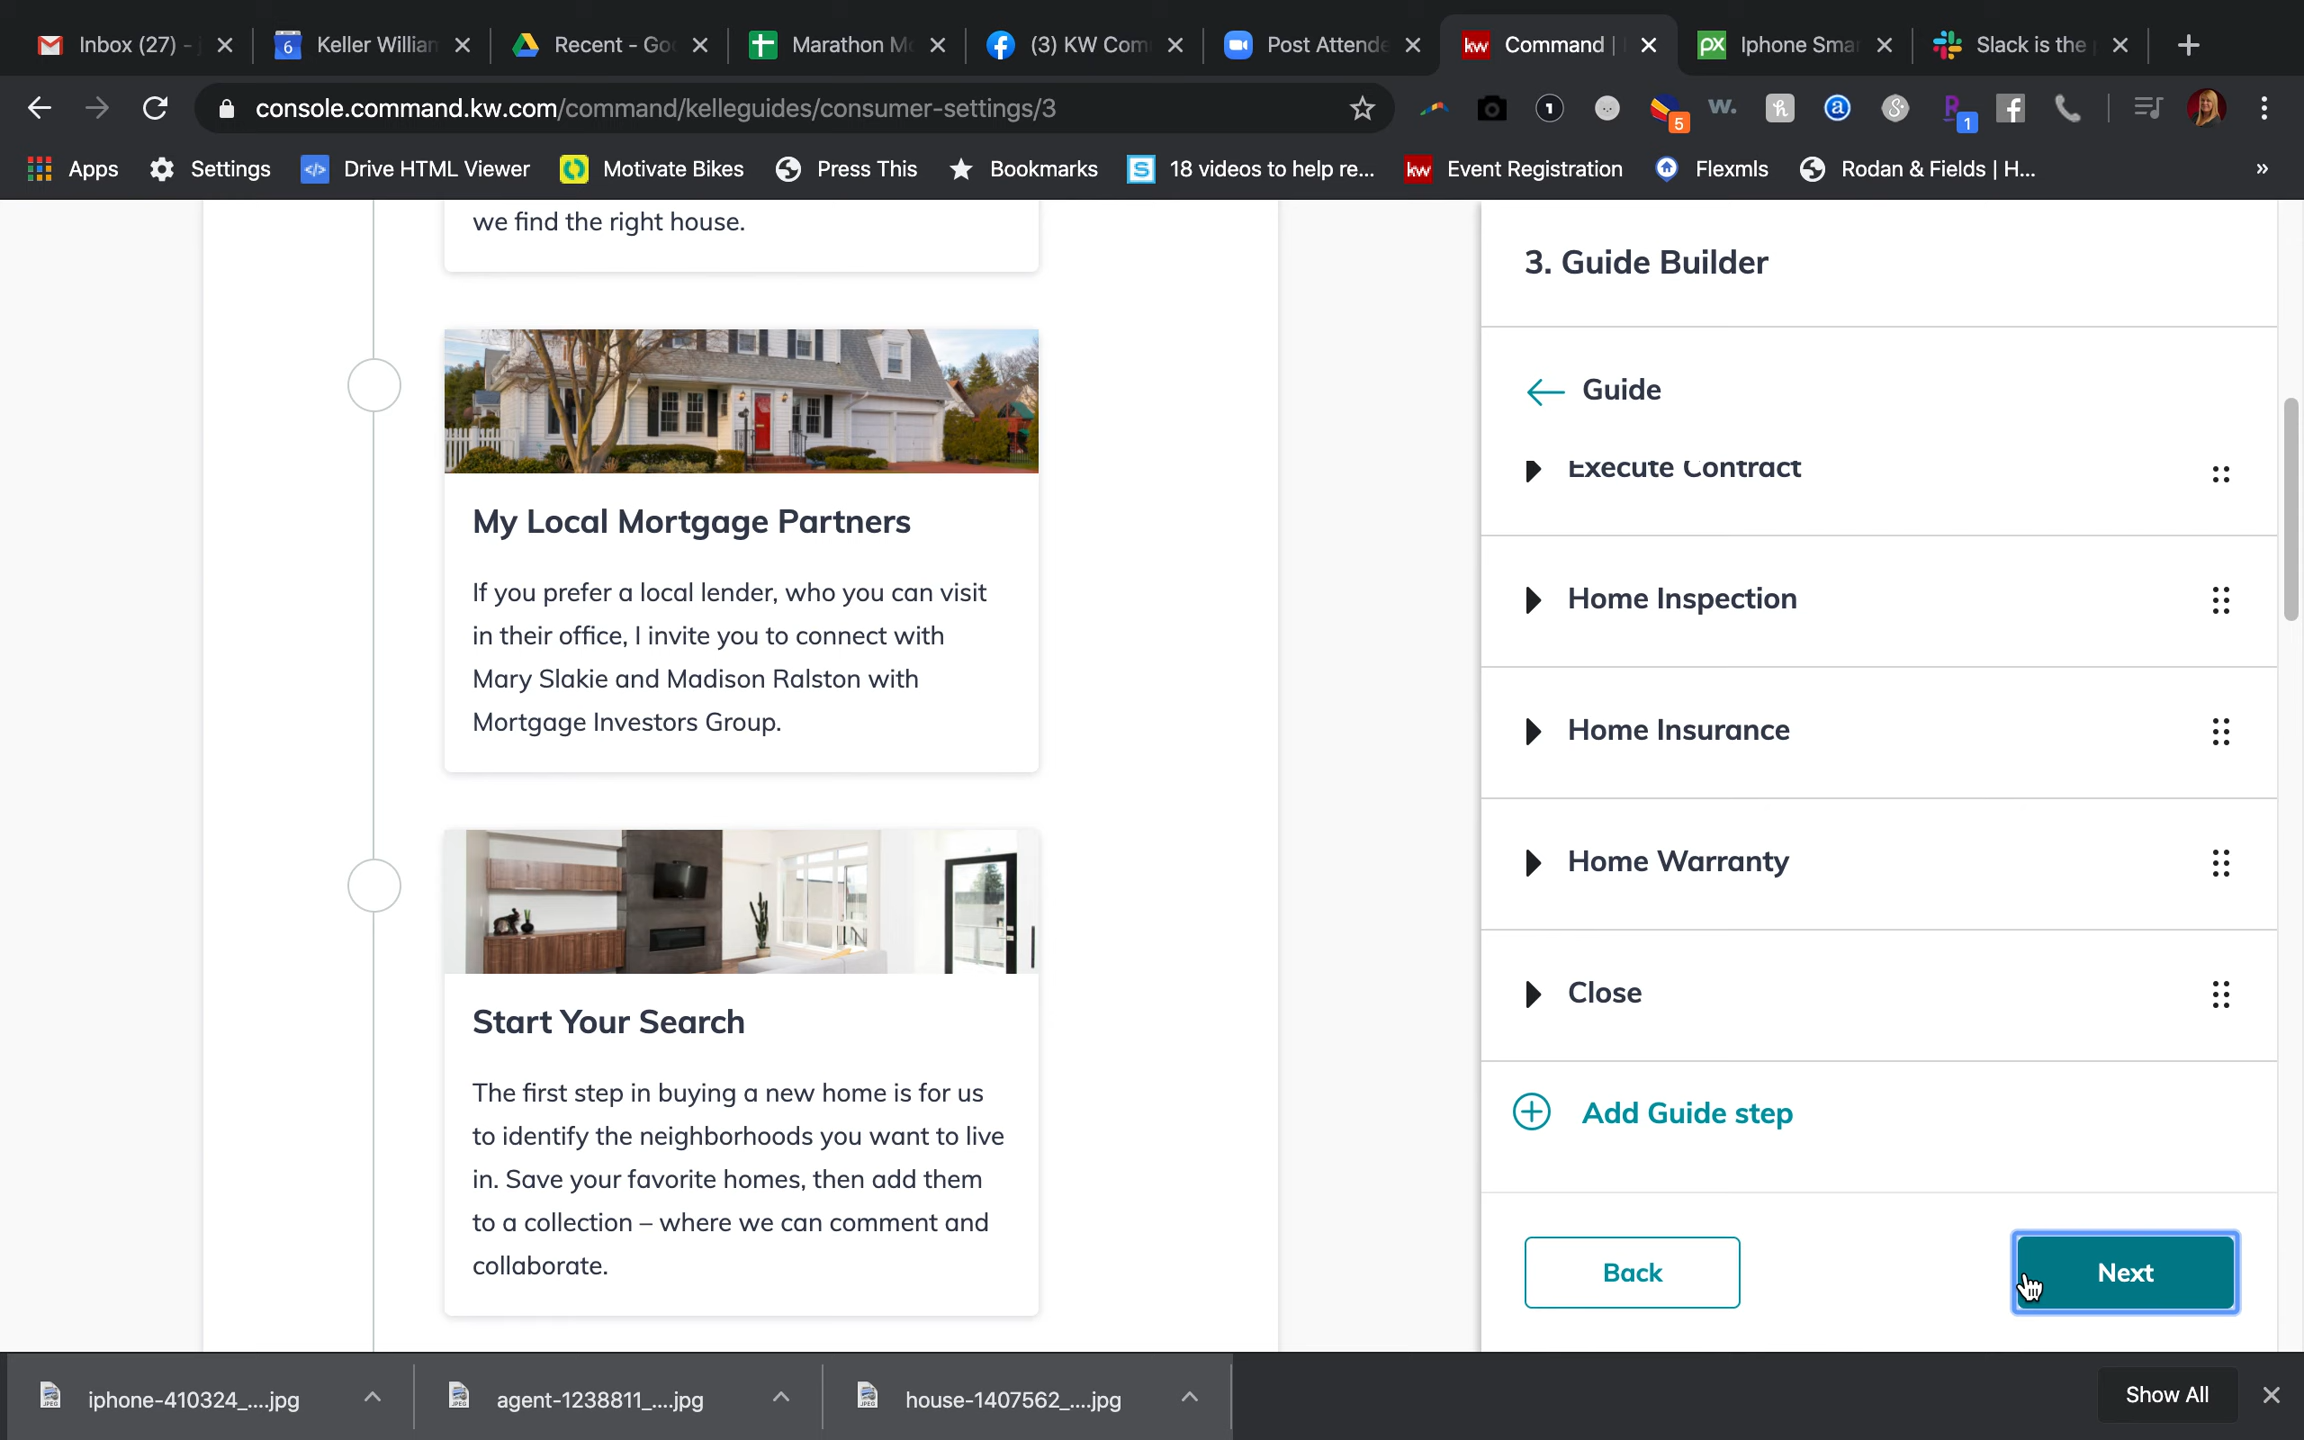 Inbox (27) -
Keller Willian
Recent - Goo
Marathon Mo
(3) KW Com
Post Attende
kw Command |
px Iphone Smar
Slack is the
console.command.kw.com/command/kelleguides/consumer-settings/3
Apps
Settings
Drive HTML Viewer
Motivate Bikes
Press This
Bookmarks
18 videos to help re...
kw Event Registration
Flexmls
Rodan & Fields | H...
we find the right house.
My Local Mortgage Partners
If you prefer a local lender, who you can visit
in their office, I invite you to connect with
Mary Slakie and Madison Ralston with
Mortgage Investors Group.
Start Your Search
The first step in buying a new home is for us
to identify the neighborhoods you want to live
in. Save your favorite homes, then add them
to a collection – where we can comment and
collaborate.
3. Guide Builder
Guide
Execute Contract
Home Inspection
Home Insurance
Home Warranty
Close
Add Guide step
Back
Next
iphone-410324_....jpg
agent-1238811_....jpg
house-1407562_....jpg
Show All